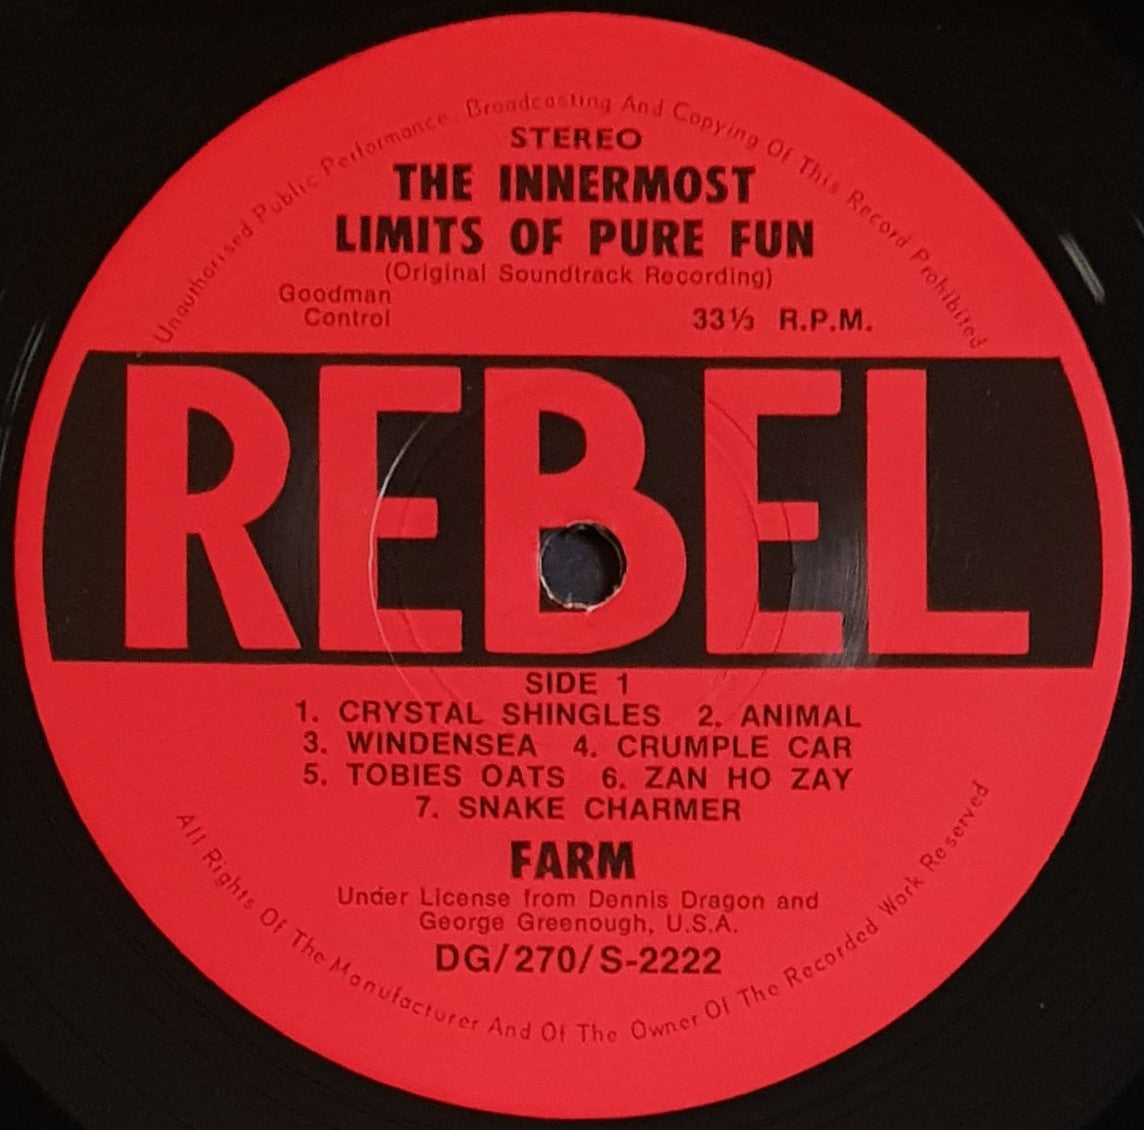 Unauthorised Public Performance Broadcasting And Copying Of This Record Prohibited
STEREO
THE INNERMOST
LIMITS OF PURE FUN
(Original Soundtrack Recording)
Goodman
Control
33⅓ R.P.M.
REBEL
SIDE 1
1. CRYSTAL SHINGLES 2. ANIMAL
3. WINDENSEA 4. CRUMPLE CAR
5. TOBIES OATS 6. ZAN HO ZAY
7. SNAKE CHARMER
FARM
Under License from Dennis Dragon and
George Greenough, U.S.A.
DG/270/S-2222
All Rights Of The Manufacturer And Of The Owner Of The Recorded Work Reserved